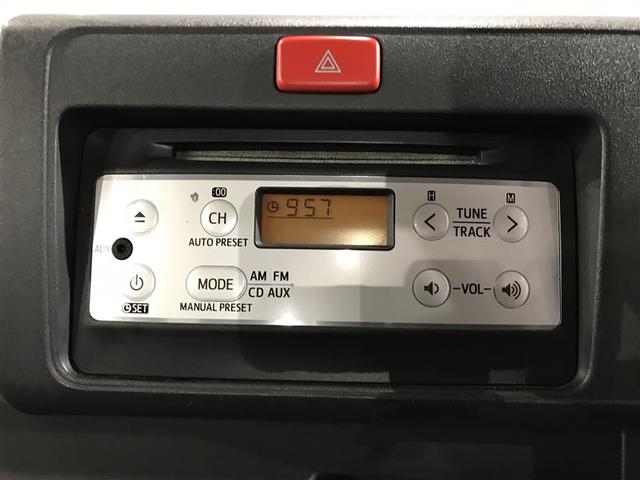 :00
H
M
CH
957
TUNE
TRACK
AUTO PRESET
AUX
MODE
AM FM
CD AUX
VOL
SET
MANUAL PRESET